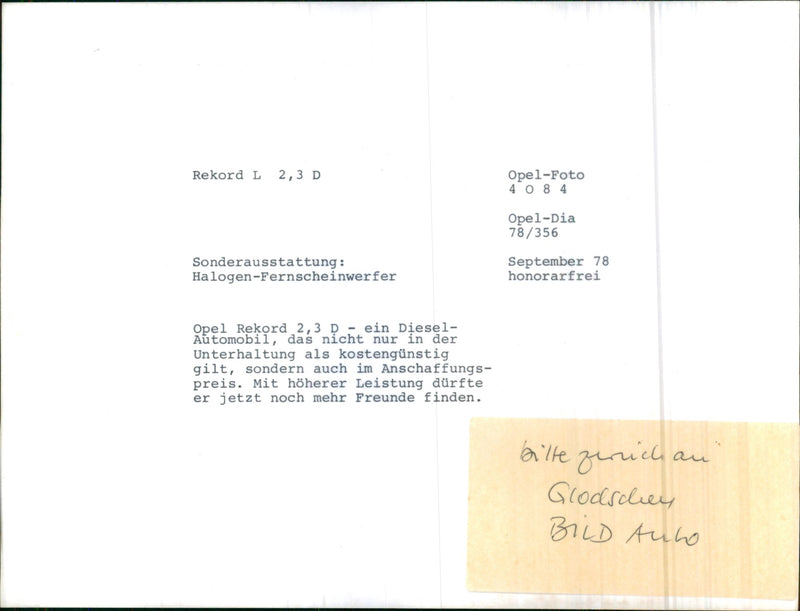 Rekord L 2,3 D
Opel-Foto
4 0 8 4
Opel-Dia
78/356
Sonderausstattung:
Halogen-Fernscheinwerfer
September 78
honorarfrei
Opel Rekord 2,3 D - ein Diesel-
Automobil, das nicht nur in der
Unterhaltung als kostengünstig
gilt, sondern auch im Anschaffungs-
preis. Mit höherer Leistung dürfte
er jetzt noch mehr Freunde finden.
bitte zurück an
BILD Auto